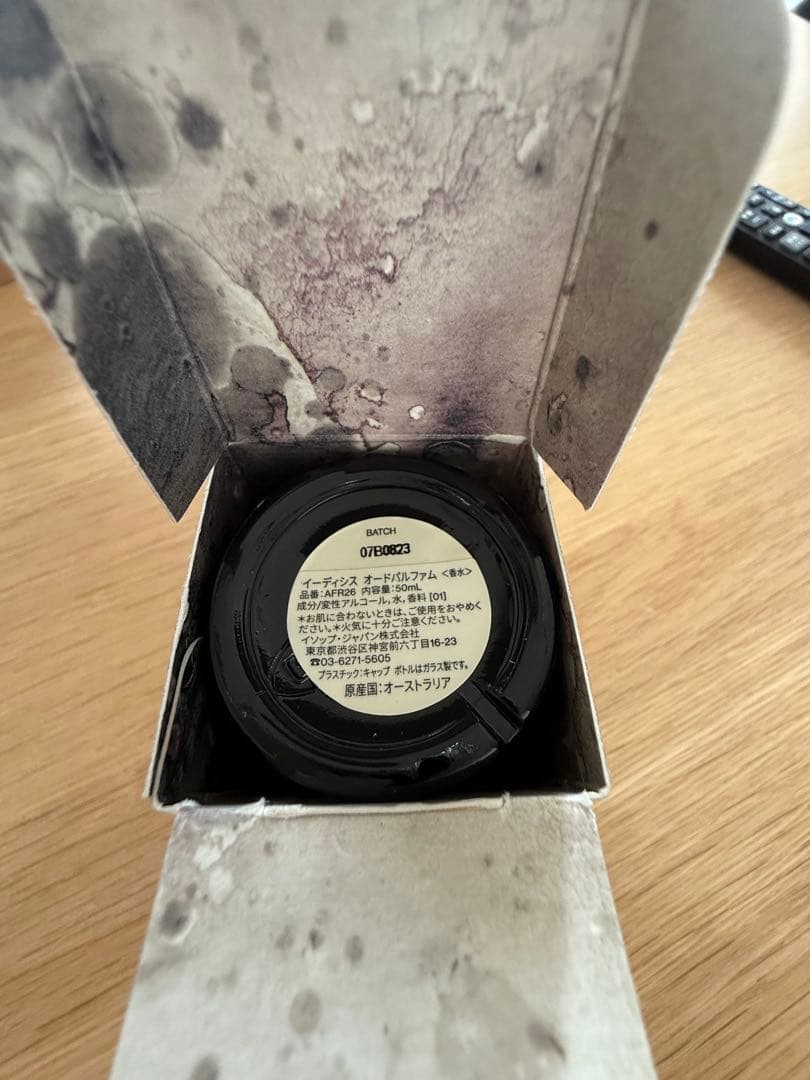 BATCH
07B0823
イーディシス オードパルファム <香水>
品番:AFR26 内容量:50mL
成分/変性アルコール,水,香料 [01]
*お肌に合わないときは、ご使用をおやめく
ださい。*火気に十分ご注意ください。
イソップ・ジャパン株式会社
東京都渋谷区神宮前六丁目16-23
☎03-6271-5605
プラスチック:キャップ ボトルはガラス製です。
原産国:オーストラリア